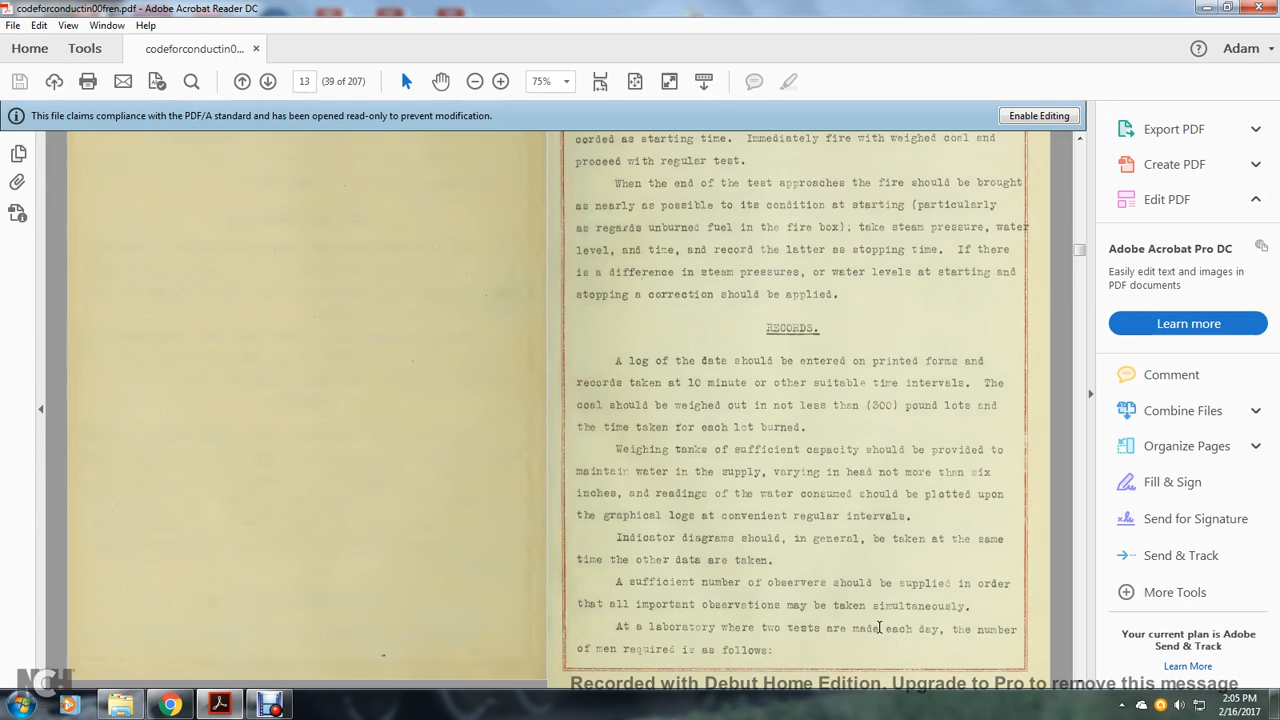 codeforconductin00fren.pdf - Adobe Acrobat Reader DC
File Edit View Window Help
Home Tools codeforconductin0... × Adam
13 (39 of 207) 75%
This file claims compliance with the PDF/A standard and has been opened read-only to prevent modification. Enable Editing
corded as starting time. Immediately fire with weighed coal and
proceed with regular test.
When the end of the test approaches the fire should be brought
as nearly as possible to its condition at starting (particularly
as regards unburned fuel in the fire box); take steam pressure, water
level, and time, and record the latter as stopping time. If there
is a difference in steam pressures, or water levels at starting and
stopping a correction should be applied.
RECORDS.
A log of the data should be entered on printed forms and
records taken at 10 minute or other suitable time intervals. The
coal should be weighed out in not less than (300) pound lots and
the time taken for each lot burned.
Weighing tanks of sufficient capacity should be provided to
maintain water in the supply, varying in head not more than six
inches, and readings of the water consumed should be plotted upon
the graphical logs at convenient regular intervals.
Indicator diagrams should, in general, be taken at the same
time the other data are taken.
A sufficient number of observers should be supplied in order
that all important observations may be taken simultaneously.
At a laboratory where two tests are made each day, the number
of men required is as follows:
Export PDF
Create PDF
Edit PDF
Adobe Acrobat Pro DC
Easily edit text and images in
PDF documents
Learn more
Comment
Combine Files
Organize Pages
Fill & Sign
Send for Signature
Send & Track
More Tools
Your current plan is Adobe
Send & Track
Learn More
NCH
Recorded with Debut Home Edition. Upgrade to Pro to remove this message
2:05 PM
2/16/2017